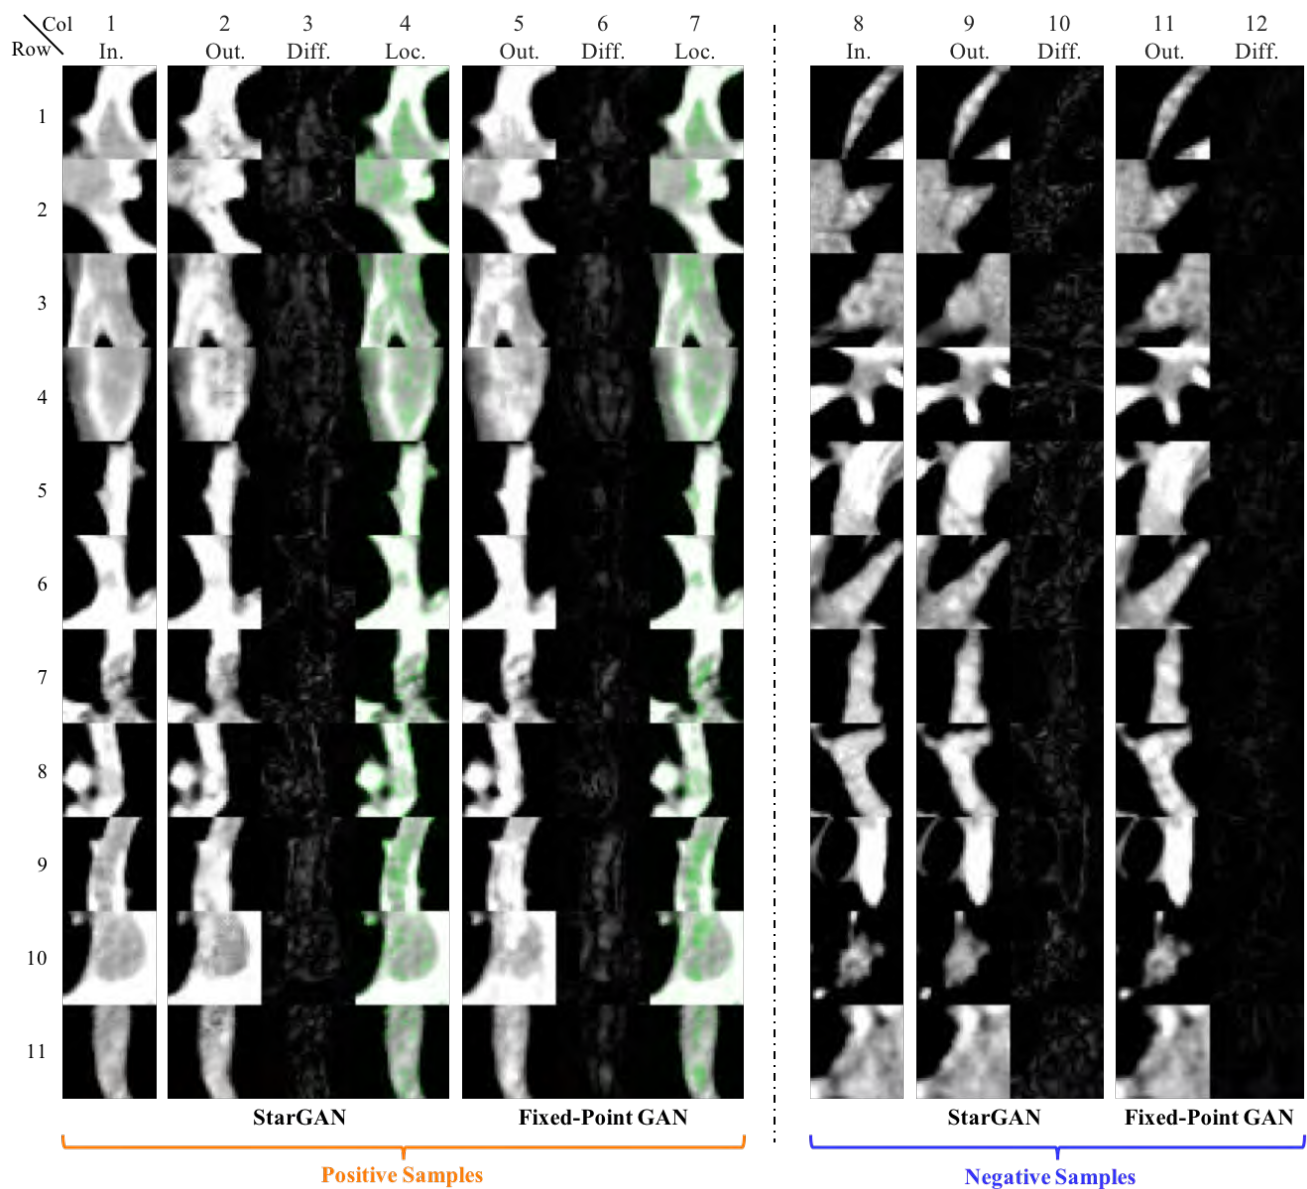 Col 1 2 3 4 5 6 7 8 9 10 11 12
Row In. Out. Diff. Loc. Out. Diff. Loc. In. Out. Diff. Out. Diff.
1
2
3
4
5
6
7
8
9
10
11
StarGAN Fixed-Point GAN StarGAN Fixed-Point GAN
Positive Samples Negative Samples